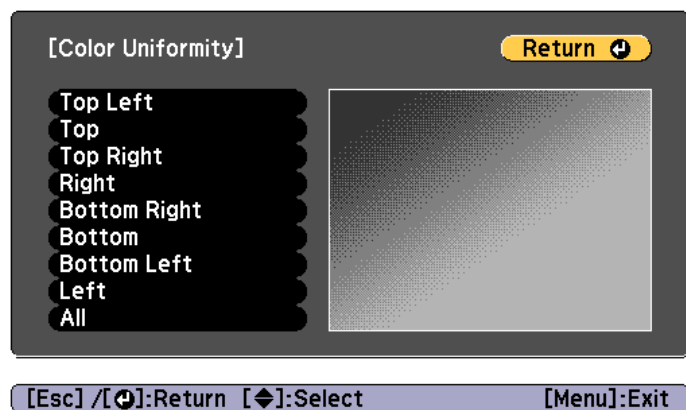 [Color Uniformity]
Return
Top Left
Top
Top Right
Right
Bottom Right
Bottom
Bottom Left
Left
All
[Esc] /[ ]:Return [ ]:Select [Menu]:Exit